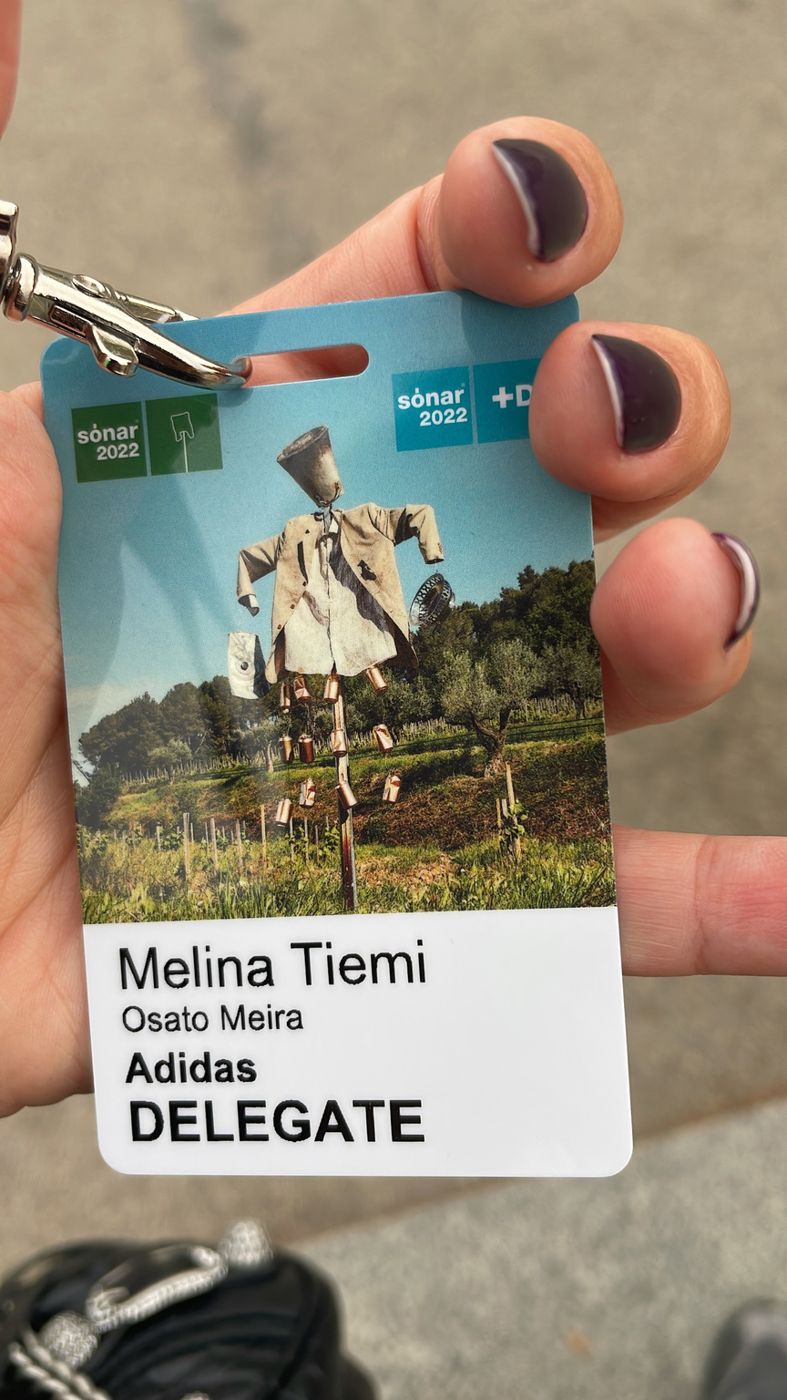 sónar
2022
sónar
2022
+D
Melina Tiemi
Osato Meira
Adidas
DELEGATE